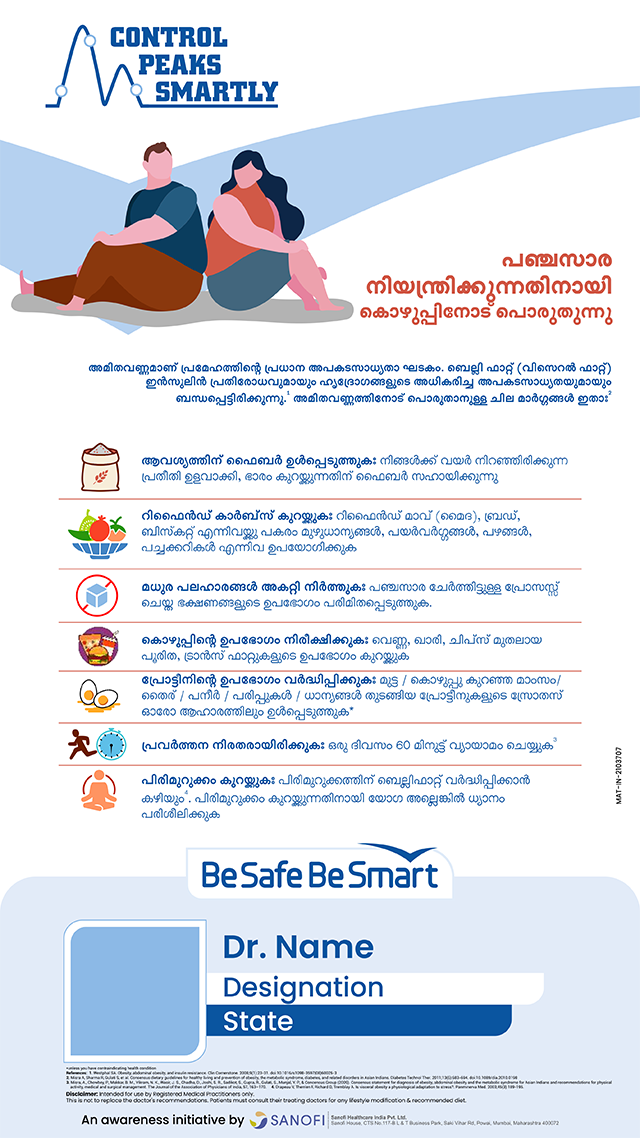 CONTROL
PEAKS
SMARTLY
പഞ്ചസാര
നിയന്ത്രിക്കുന്നതിനായി
കൊഴുപ്പിനോട് പൊരുതുന്നു
അമിതവണ്ണമാണ് പ്രമേഹത്തിന്റെ പ്രധാന അപകടസാധ്യതാ ഘടകം. ബെല്ലി ഫാറ്റ് (വിസെറൽ ഫാറ്റ്)
ഇൻസുലിൻ പ്രതിരോധവുമായും ഹൃദ്രോഗങ്ങളുടെ അധികരിച്ച അപകടസാധ്യതയുമായും
ബന്ധപ്പെട്ടിരിക്കുന്നു.¹ അമിതവണ്ണത്തിനോട് പൊരുതാനുള്ള ചില മാർഗ്ഗങ്ങൾ ഇതാഃ²
ആവശ്യത്തിന് ഫൈബർ ഉൾപ്പെടുത്തുകഃ നിങ്ങൾക്ക് വയർ നിറഞ്ഞിരിക്കുന്ന
പ്രതീതി ഉളവാക്കി, ഭാരം കുറയ്ക്കുന്നതിന് ഫൈബർ സഹായിക്കുന്നു
റിഫൈൻഡ് കാർബ്സ് കുറയ്ക്കുകഃ റിഫൈൻഡ് മാവ് (മൈദ), ബ്രഡ്,
ബിസ്കറ്റ് എന്നിവയ്ക്കു പകരം മുഴുധാന്യങ്ങൾ, പയർവർഗ്ഗങ്ങൾ, പഴങ്ങൾ,
പച്ചക്കറികൾ എന്നിവ ഉപയോഗിക്കുക
മധുര പലഹാരങ്ങൾ അകറ്റി നിർത്തുകഃ പഞ്ചസാര ചേർത്തിട്ടുള്ള പ്രോസസ്സ്
ചെയ്ത ഭക്ഷണങ്ങളുടെ ഉപഭോഗം പരിമിതപ്പെടുത്തുക.
കൊഴുപ്പിന്റെ ഉപഭോഗം നിരീക്ഷിക്കുകഃ വെണ്ണ, ഖാരി, ചിപ്സ് മുതലായ
പൂരിത, ട്രാൻസ് ഫാറ്റുകളുടെ ഉപഭോഗം കുറയ്ക്കുക
പ്രോട്ടീനിന്റെ ഉപഭോഗം വർദ്ധിപ്പിക്കുകഃ മുട്ട / കൊഴുപ്പു കുറഞ്ഞ മാംസം/
തൈര് / പനീർ / പരിപ്പുകൾ / ധാന്യങ്ങൾ തുടങ്ങിയ പ്രോട്ടീനുകളുടെ സ്രോതസ്
ഓരോ ആഹാരത്തിലും ഉൾപ്പെടുത്തുക*
പ്രവർത്തന നിരതരായിരിക്കുകഃ ഒരു ദിവസം 60 മിനുട്ട് വ്യായാമം ചെയ്യുക³
പിരിമുറുക്കം കുറയ്ക്കുകഃ പിരിമുറുക്കത്തിന് ബെല്ലിഫാറ്റ് വർദ്ധിപ്പിക്കാൻ
കഴിയും⁴. പിരിമുറുക്കം കുറയ്ക്കുന്നതിനായി യോഗ അല്ലെങ്കിൽ ധ്യാനം
പരിശീലിക്കുക
MAT-IN-2103707
Be Safe Be Smart
Dr. Name
Designation
State
*unless you have contraindicating health condition
Disclaimer: Intended for use by Registered Medical Practitioners only.
This is not to replace the doctor's recommendations. Patients must consult their treating doctors for any lifestyle modification & recommended diet.
An awareness initiative by SANOFI
Sanofi Healthcare India Pvt. Ltd.
Sanofi House, CTS No.117-B L & T Business Park, Saki Vihar Rd, Powai, Mumbai, Maharashtra 400072